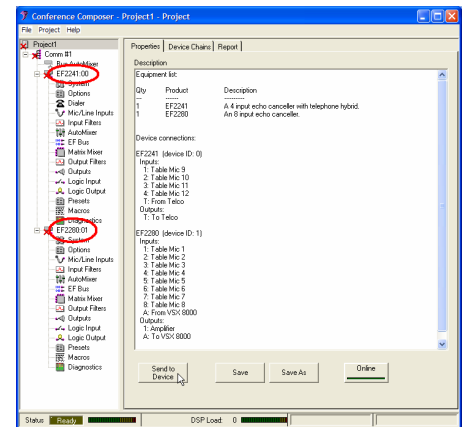 Conference Composer - Project1 - Project
File Project Help
Project1
Comm #1
Bus AutoMixer
EF2241:00
System
Options
Dialer
Mic/Line Inputs
Input Filters
AutoMixer
EF Bus
Matrix Mixer
Output Filters
Outputs
Logic Input
Logic Output
Presets
Macros
Diagnostics
EF2280:01
System
Options
Mic/Line Inputs
Input Filters
AutoMixer
EF Bus
Matrix Mixer
Output Filters
Outputs
Logic Input
Logic Output
Presets
Macros
Diagnostics
Properties Device Chains Report
Description
Equipment list:
Qty Product Description
--- ------- -----------
1 EF2241 A 4 input echo canceller with telephone hybrid.
1 EF2280 An 8 input echo canceller.
Device connections:
EF2241 (device ID: 0)
Inputs:
1: Table Mic 9
2: Table Mic 10
3: Table Mic 11
4: Table Mic 12
T: From Telco
Outputs:
T: To Telco
EF2280 (device ID: 1)
Inputs:
1: Table Mic 1
2: Table Mic 2
3: Table Mic 3
4: Table Mic 4
5: Table Mic 5
6: Table Mic 6
7: Table Mic 7
8: Table Mic 8
A: From VSX 8000
Outputs:
1: Amplifier
A: To VSX 8000
Send to Device
Save
Save As
Online
Status Ready DSP Load: 0